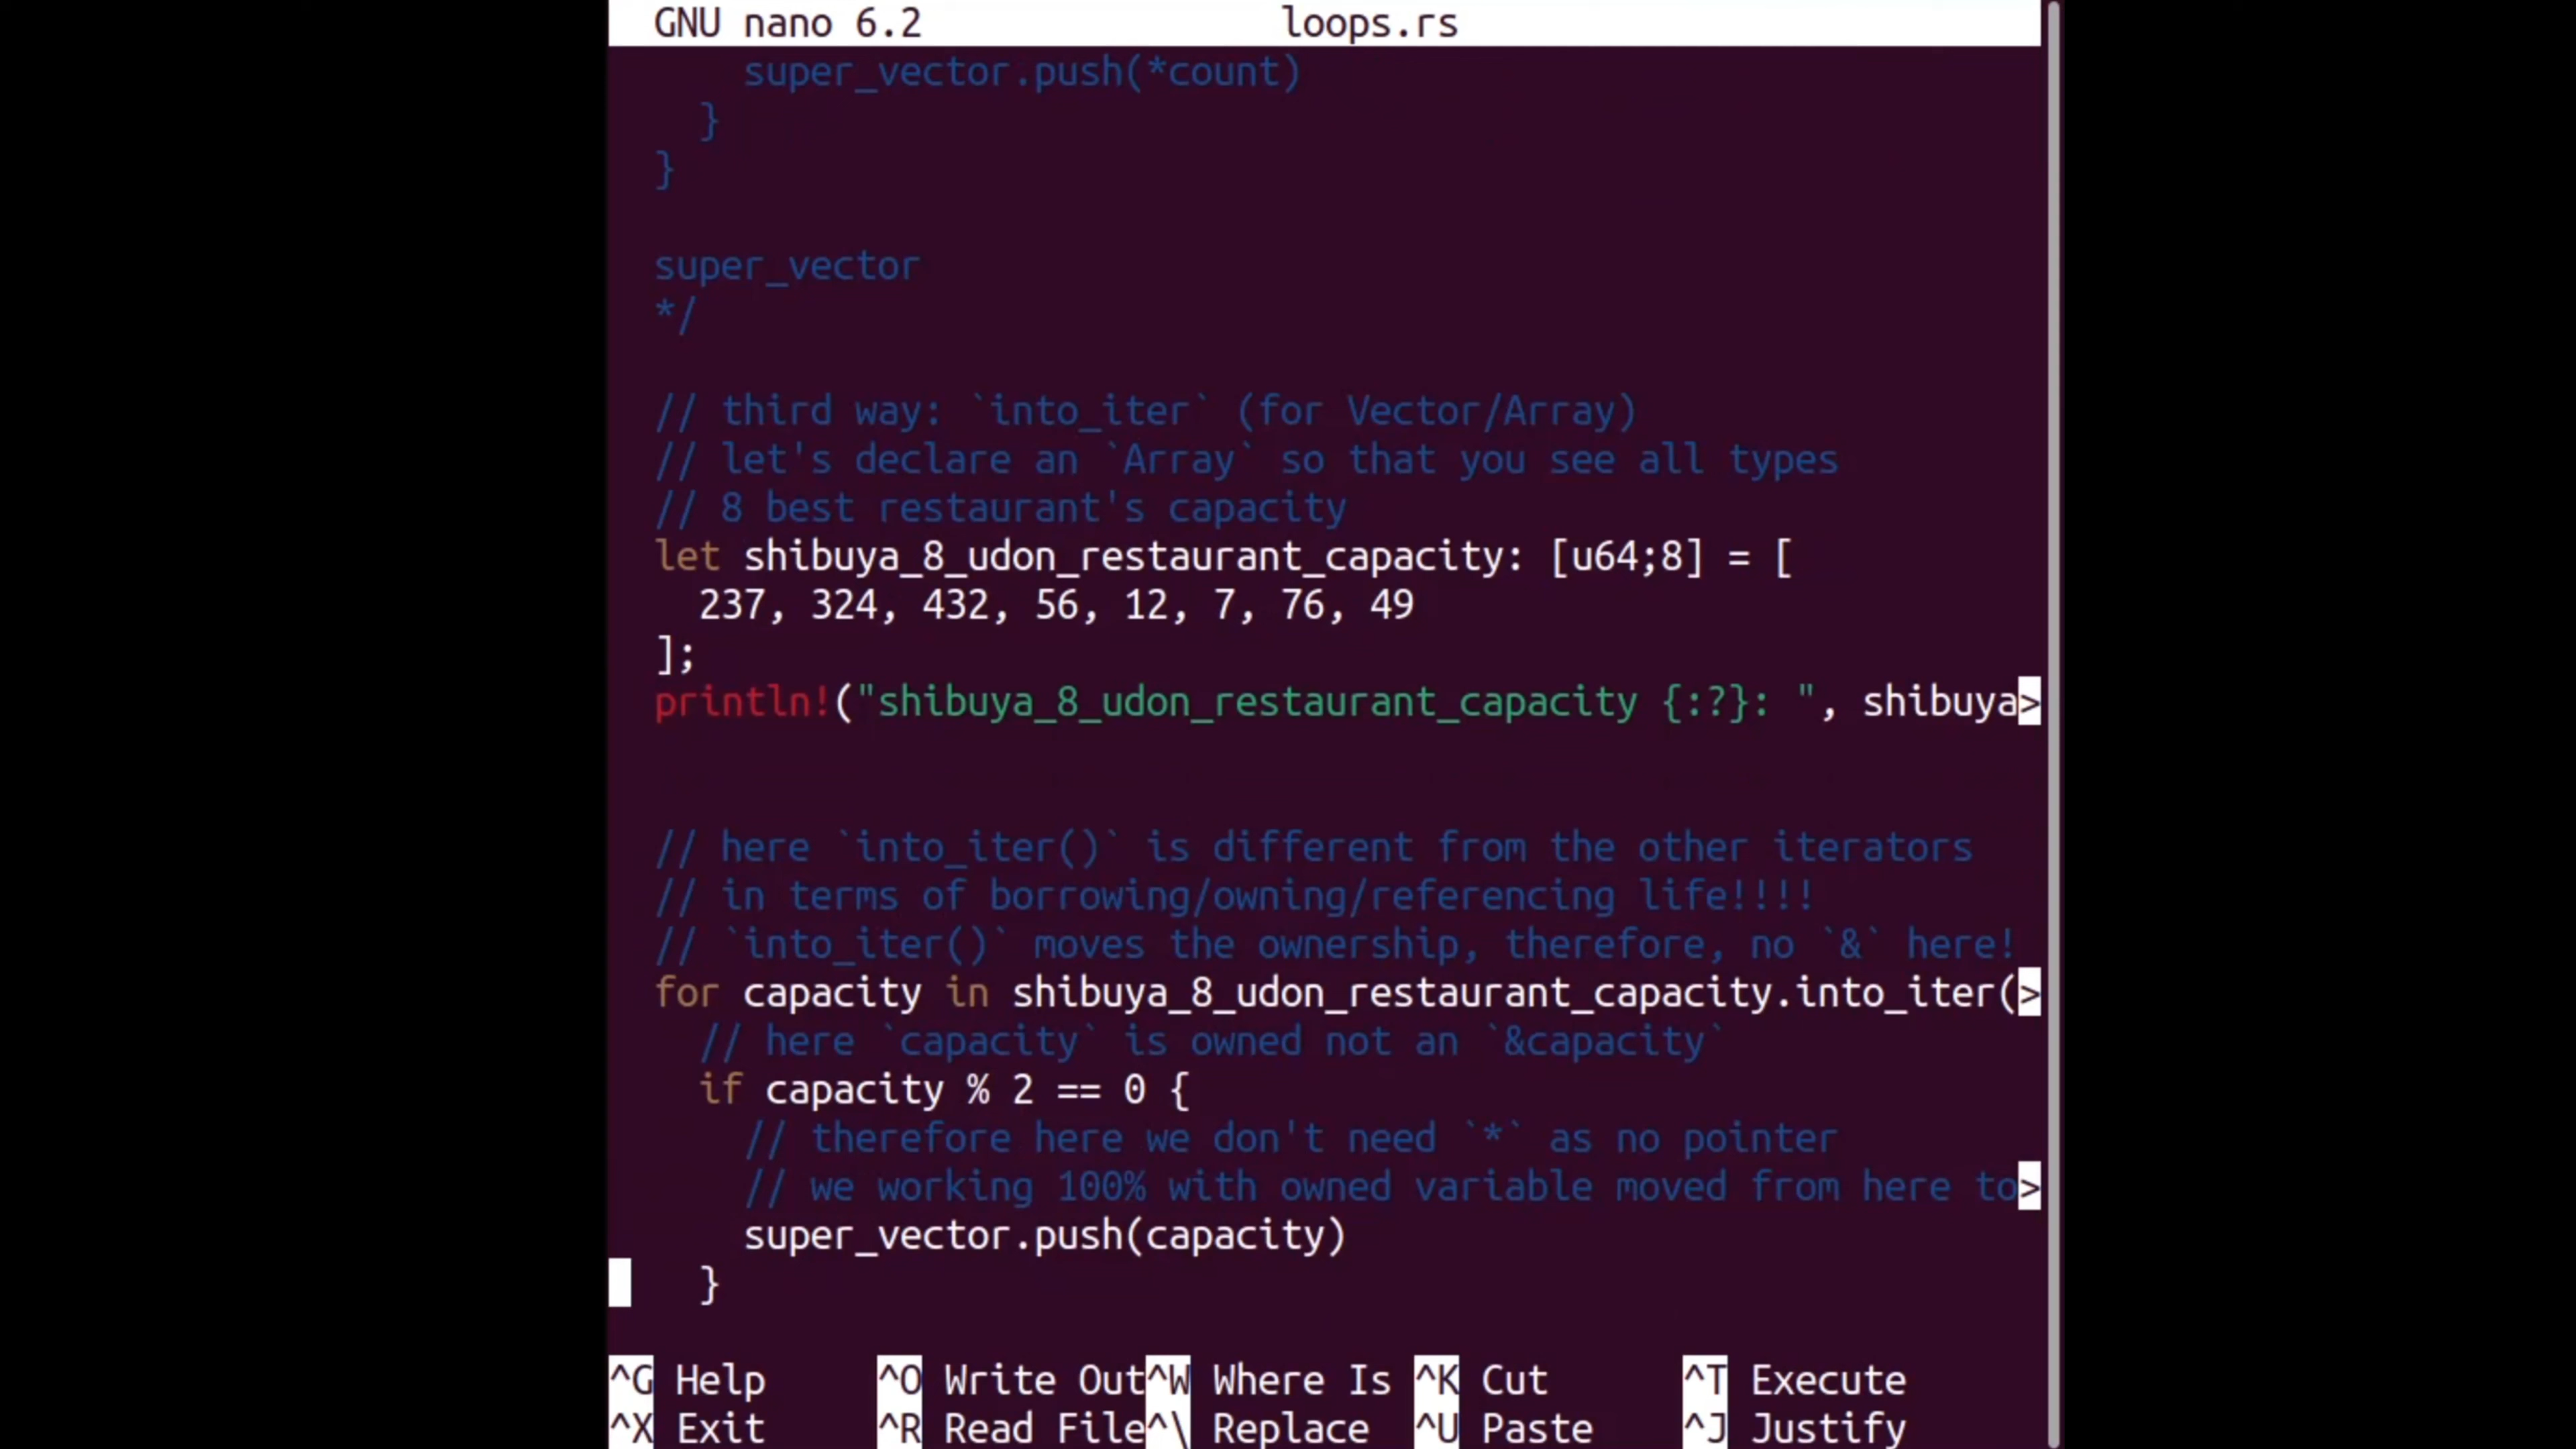 GNU nano 6.2 loops.rs
super_vector.push(*count)
}
}
super_vector
*/
// third way: `into_iter` (for Vector/Array)
// let's declare an `Array` so that you see all types
// 8 best restaurant's capacity
let shibuya_8_udon_restaurant_capacity: [u64;8] = [
237, 324, 432, 56, 12, 7, 76, 49
];
println!("shibuya_8_udon_restaurant_capacity {:?}: ", shibuya>
// here `into_iter()` is different from the other iterators
// in terms of borrowing/owning/referencing life!!!!
// `into_iter()` moves the ownership, therefore, no `&` here!
for capacity in shibuya_8_udon_restaurant_capacity.into_iter(>
// here `capacity` is owned not an `&capacity`
if capacity % 2 == 0 {
// therefore here we don't need `*` as no pointer
// we working 100% with owned variable moved from here to>
super_vector.push(capacity)
}
^G Help ^O Write Out ^W Where Is ^K Cut ^T Execute
^X Exit ^R Read File ^\ Replace ^U Paste ^J Justify